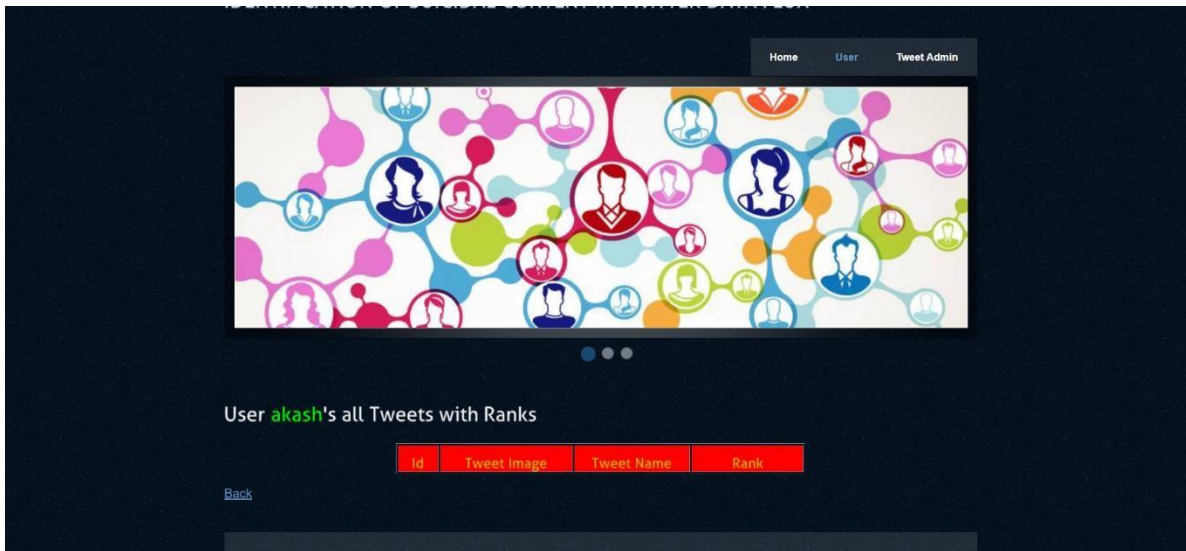 Home User Tweet Admin
User akash's all Tweets with Ranks
Id Tweet Image Tweet Name Rank
Back